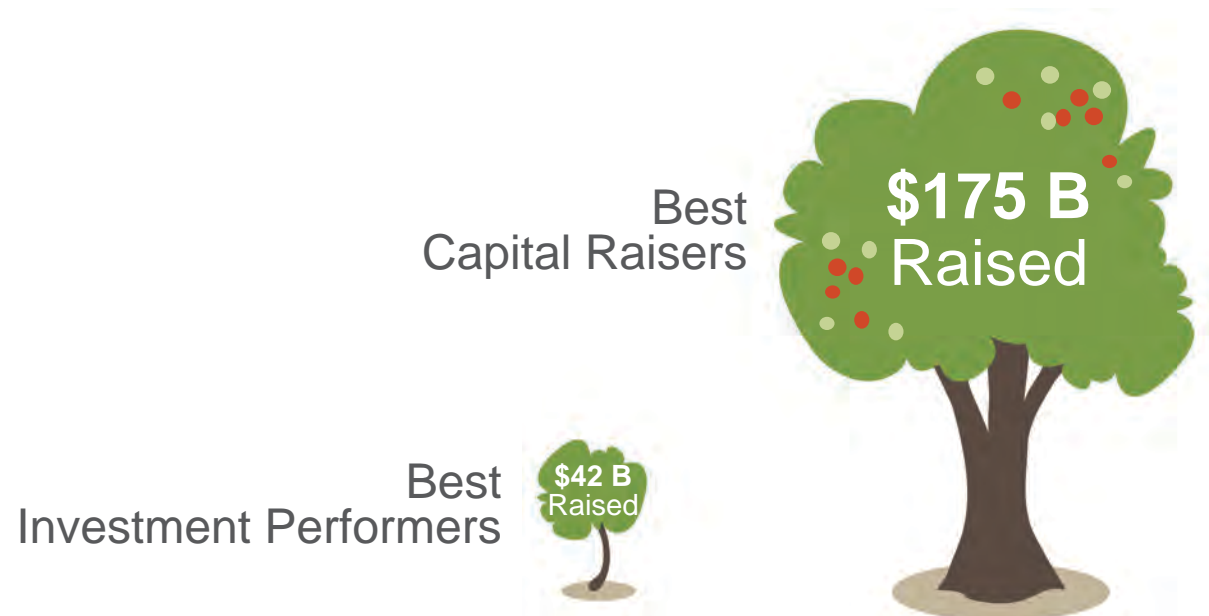 Best
Capital Raisers
$175 B
Raised
Best
Investment Performers
$42 B
Raised